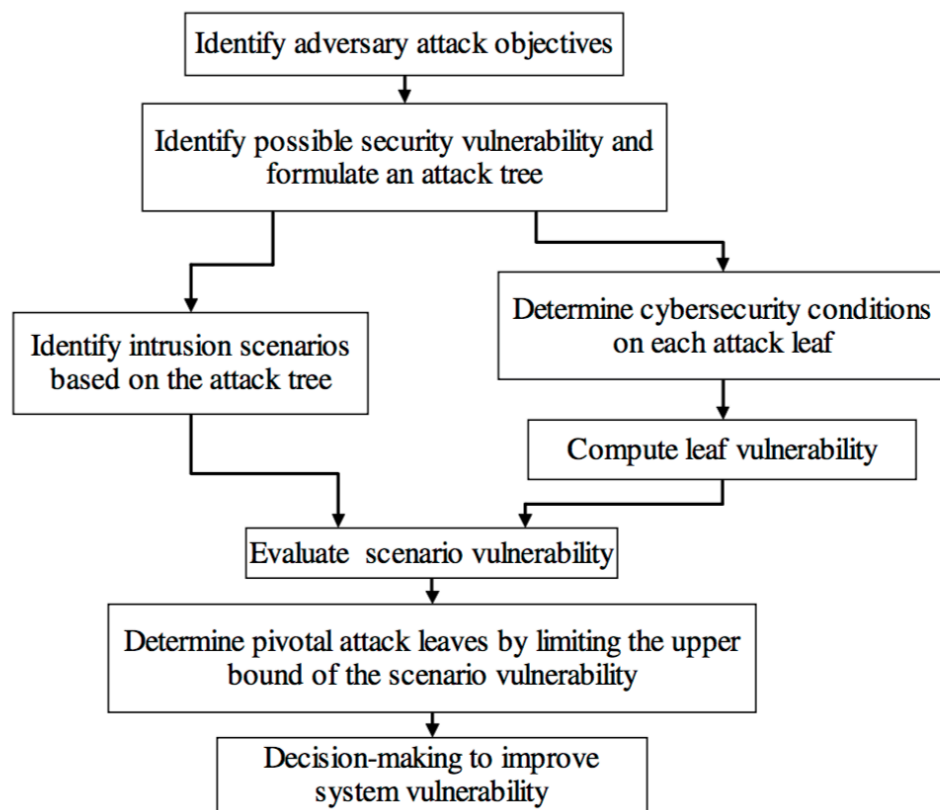 Identify adversary attack objectives
Identify possible security vulnerability and
formulate an attack tree
Identify intrusion scenarios
based on the attack tree
Determine cybersecurity conditions
on each attack leaf
Compute leaf vulnerability
Evaluate scenario vulnerability
Determine pivotal attack leaves by limiting the upper
bound of the scenario vulnerability
Decision-making to improve
system vulnerability